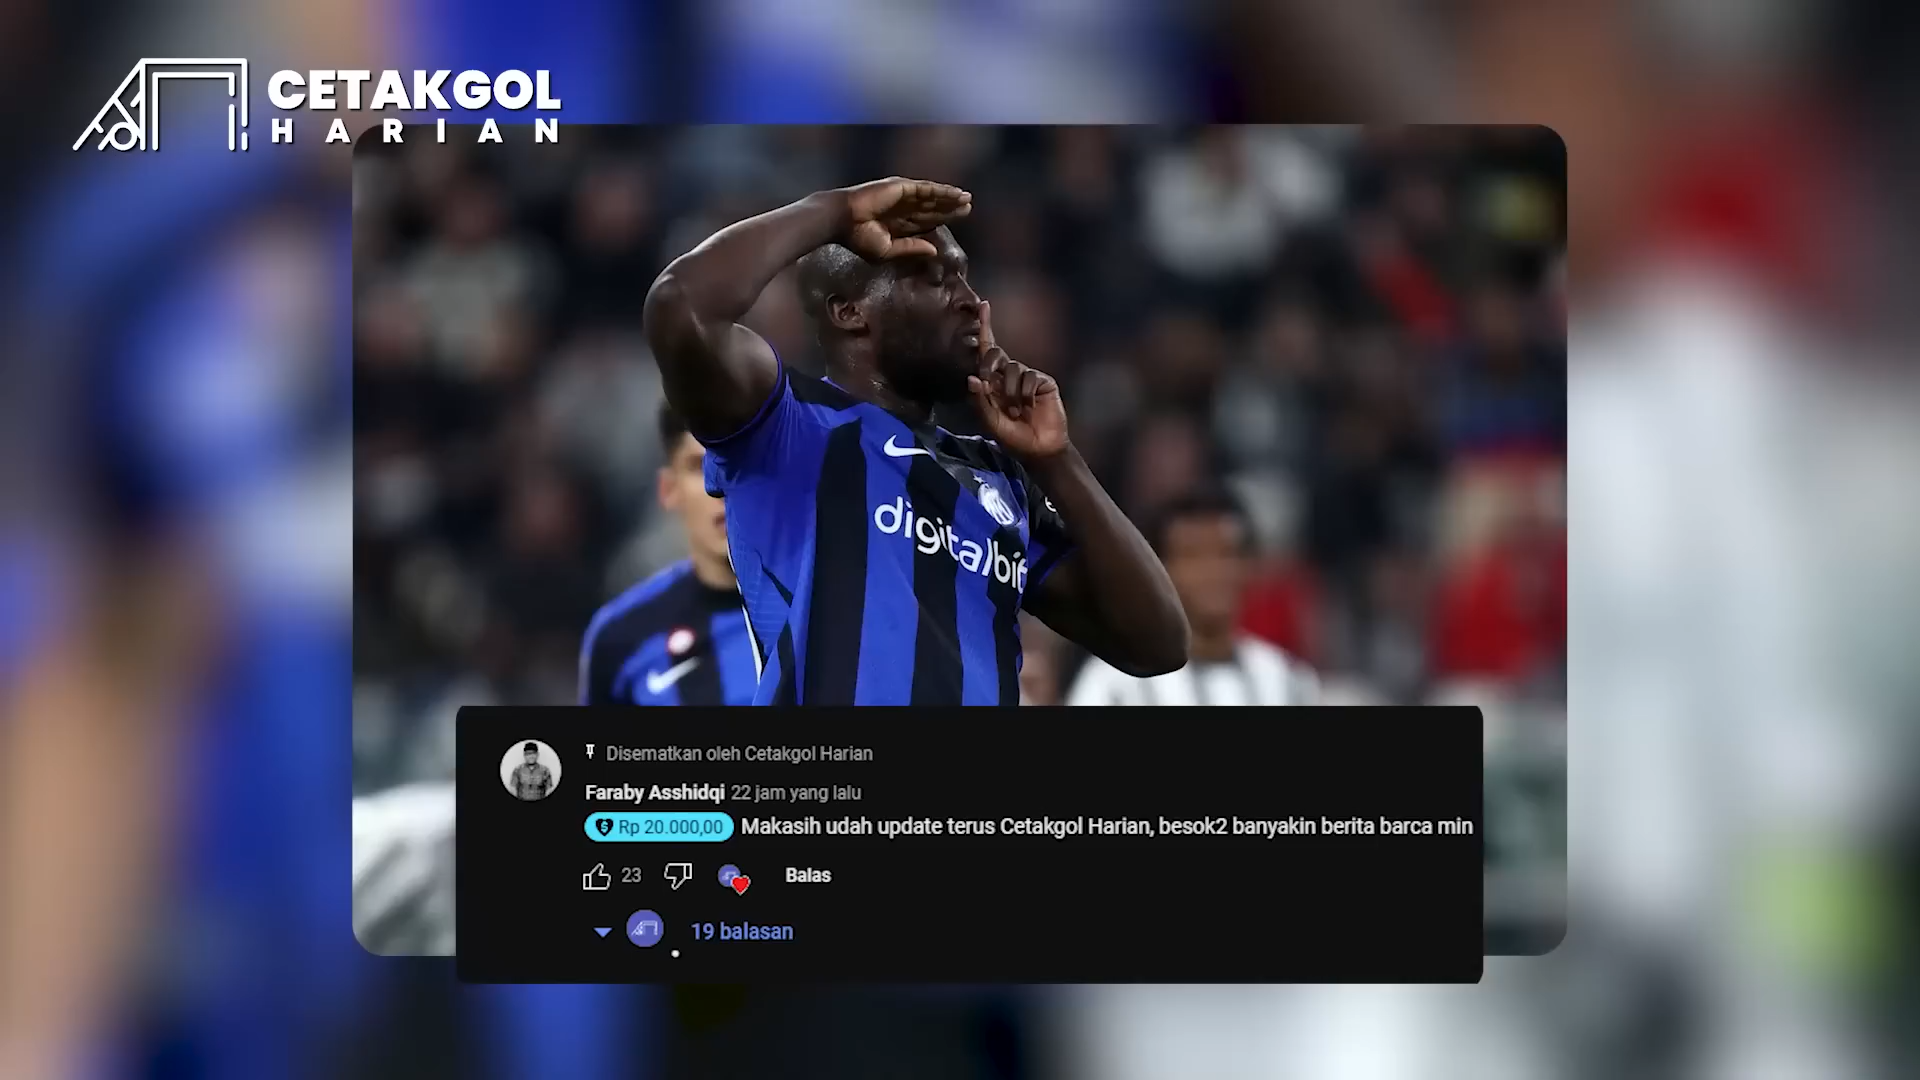 CETAKGOL
HARIAN
digitalbit
Disematkan oleh Cetakgol Harian
Faraby Asshidqi 22 jam yang lalu
Rp 20.000,00 Makasih udah update terus Cetakgol Harian, besok2 banyakin berita barca min
23 Balas
19 balasan